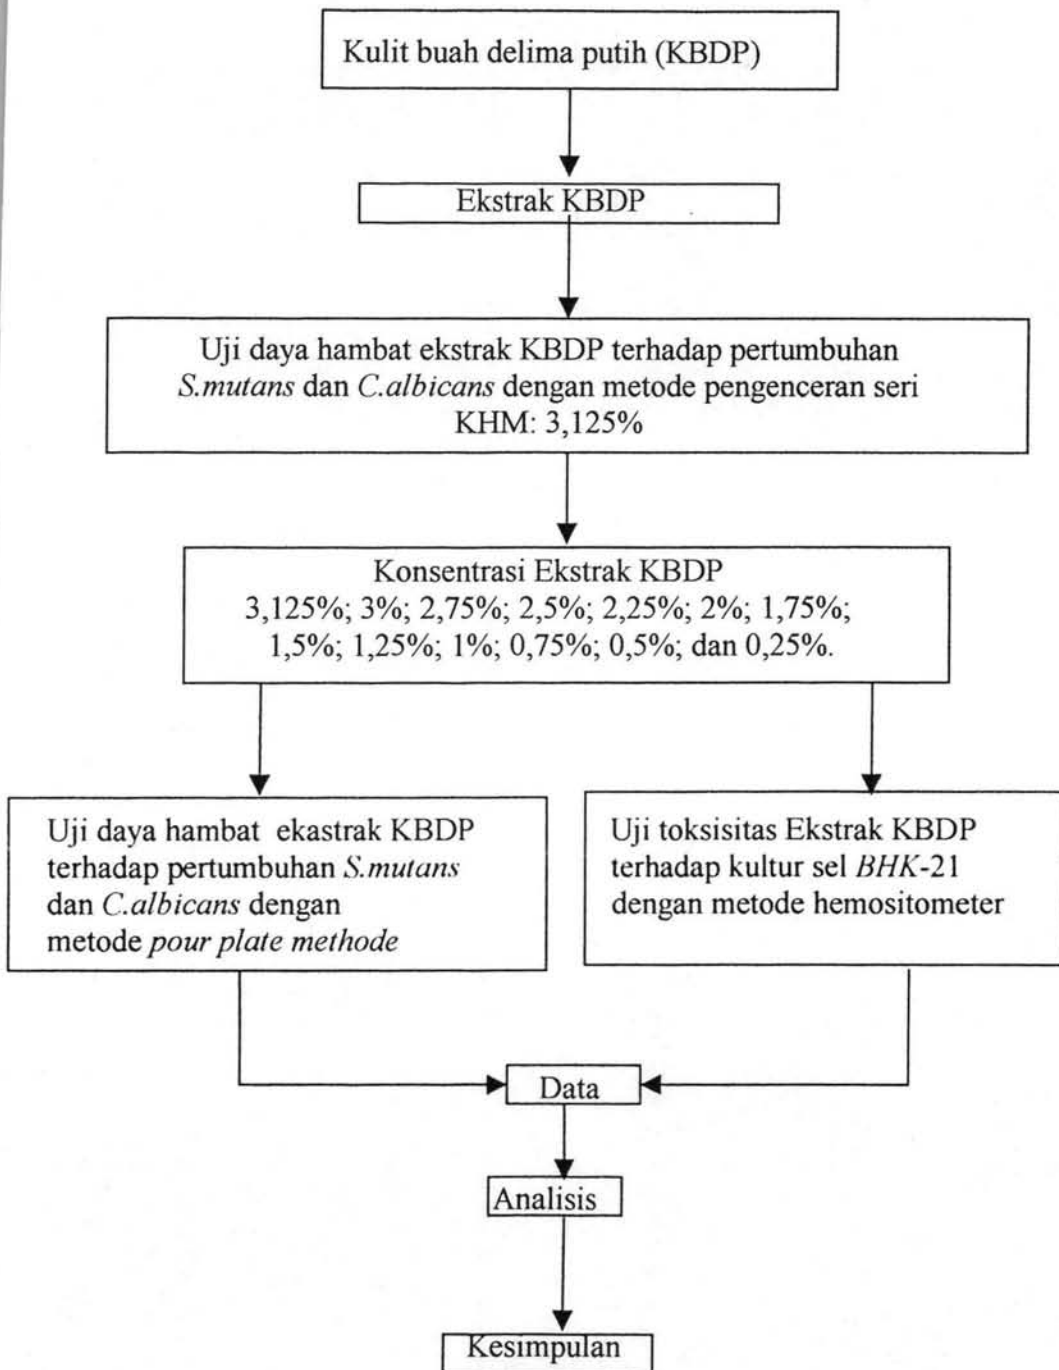 Kulit buah delima putih (KBDP)
Ekstrak KBDP
Uji daya hambat ekstrak KBDP terhadap pertumbuhan
S.mutans dan C.albicans dengan metode pengenceran seri
KHM: 3,125%
Konsentrasi Ekstrak KBDP
3,125%; 3%; 2,75%; 2,5%; 2,25%; 2%; 1,75%;
1,5%; 1,25%; 1%; 0,75%; 0,5%; dan 0,25%.
Uji daya hambat ekastrak KBDP
terhadap pertumbuhan S.mutans
dan C.albicans dengan
metode pour plate methode
Uji toksisitas Ekstrak KBDP
terhadap kultur sel BHK-21
dengan metode hemositometer
Data
Analisis
Kesimpulan